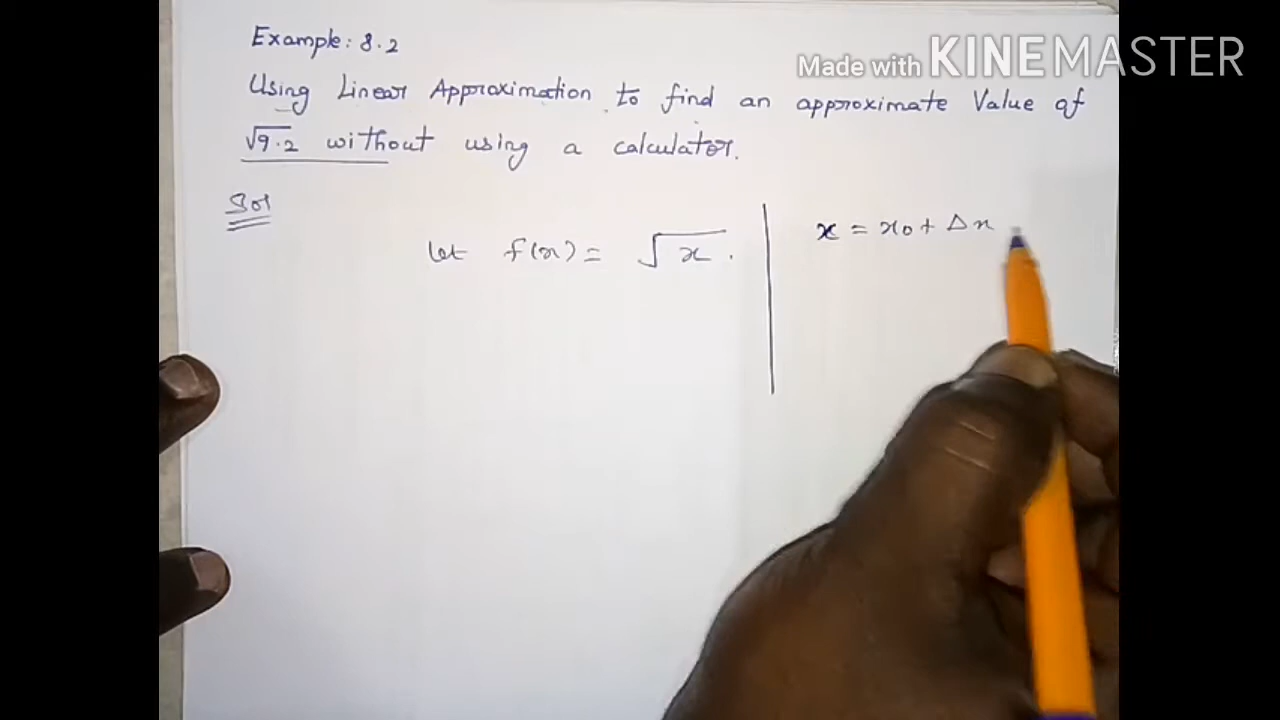 Example: 8.2
Made with KINEMASTER
Using Linear Approximation to find an approximate Value of
√9.2 without using a calculator.
Sol
let f(x) = √x.
x = x₀ + Δx